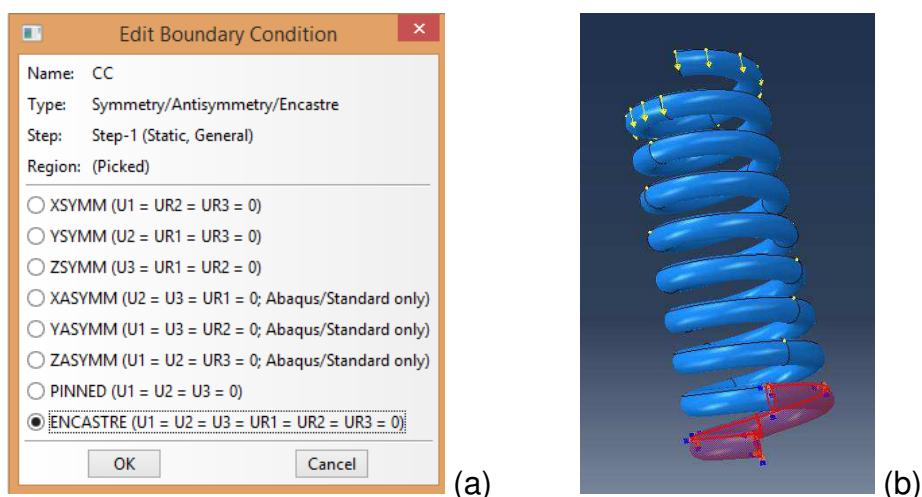 Edit Boundary Condition
Name: CC
Type: Symmetry/Antisymmetry/Encastre
Step: Step-1 (Static, General)
Region: (Picked)
XSYMM (U1 = UR2 = UR3 = 0)
YSYMM (U2 = UR1 = UR3 = 0)
ZSYMM (U3 = UR1 = UR2 = 0)
XASYMM (U2 = U3 = UR1 = 0; Abaqus/Standard only)
YASYMM (U1 = U3 = UR2 = 0; Abaqus/Standard only)
ZASYMM (U1 = U2 = UR3 = 0; Abaqus/Standard only)
PINNED (U1 = U2 = U3 = 0)
ENCASTRE (U1 = U2 = U3 = UR1 = UR2 = UR3 = 0)
OK Cancel
(a) (b)